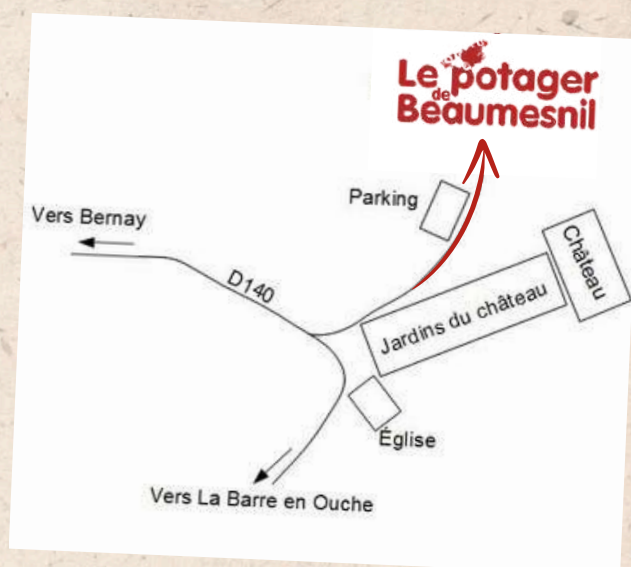 Le potager
de
Beaumesnil
Parking
Vers Bernay
Château
D140
Jardins du château
Église
Vers La Barre en Ouche